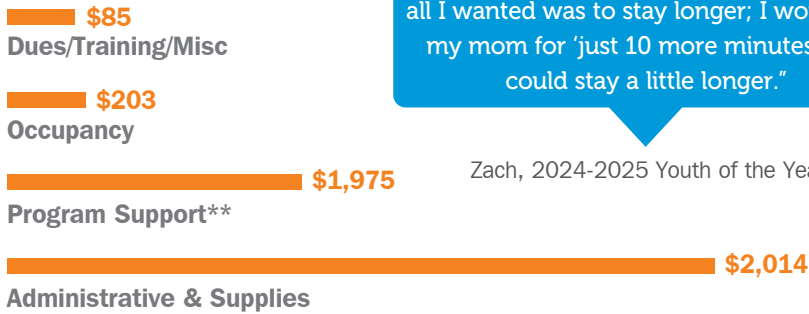 $85
Dues/Training/Misc
$203
Occupancy
$1,975
Program Support**
$2,014
Administrative & Supplies
all I wanted was to stay longer; I
my mom for ‘just 10 more minutes
could stay a little longer.”
Zach, 2024-2025 Youth of the